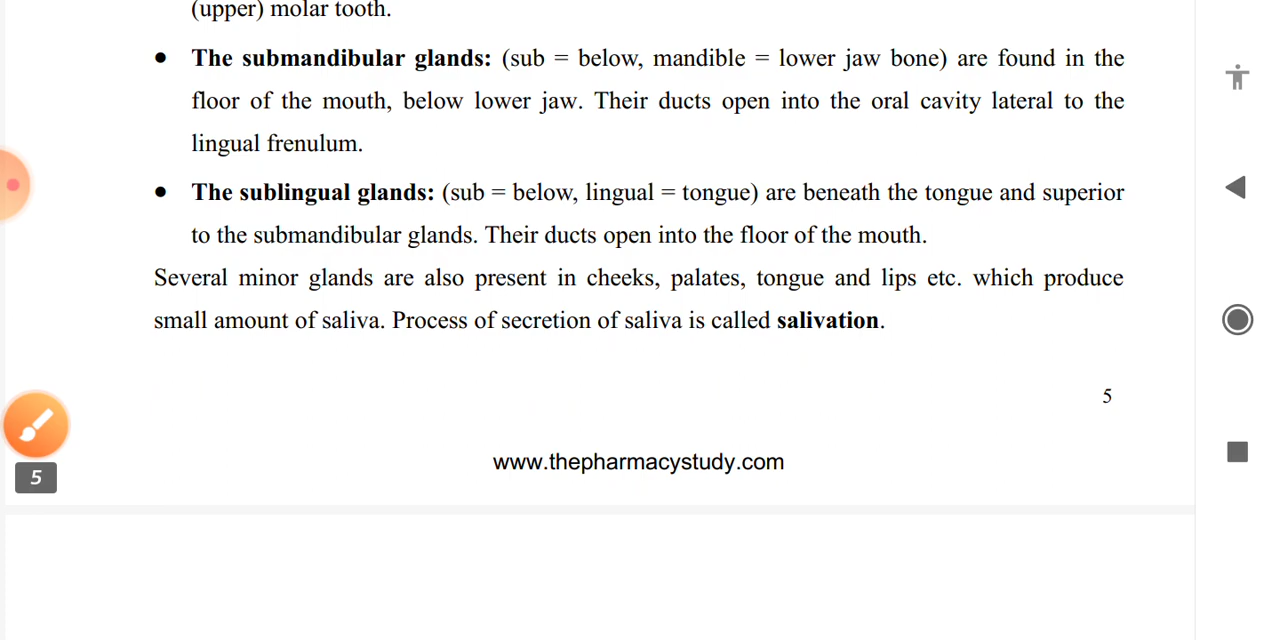 (upper) molar tooth.
• The submandibular glands: (sub = below, mandible = lower jaw bone) are found in the
floor of the mouth, below lower jaw. Their ducts open into the oral cavity lateral to the
lingual frenulum.
• The sublingual glands: (sub = below, lingual = tongue) are beneath the tongue and superior
to the submandibular glands. Their ducts open into the floor of the mouth.
Several minor glands are also present in cheeks, palates, tongue and lips etc. which produce
small amount of saliva. Process of secretion of saliva is called salivation.
5
www.thepharmacystudy.com
5